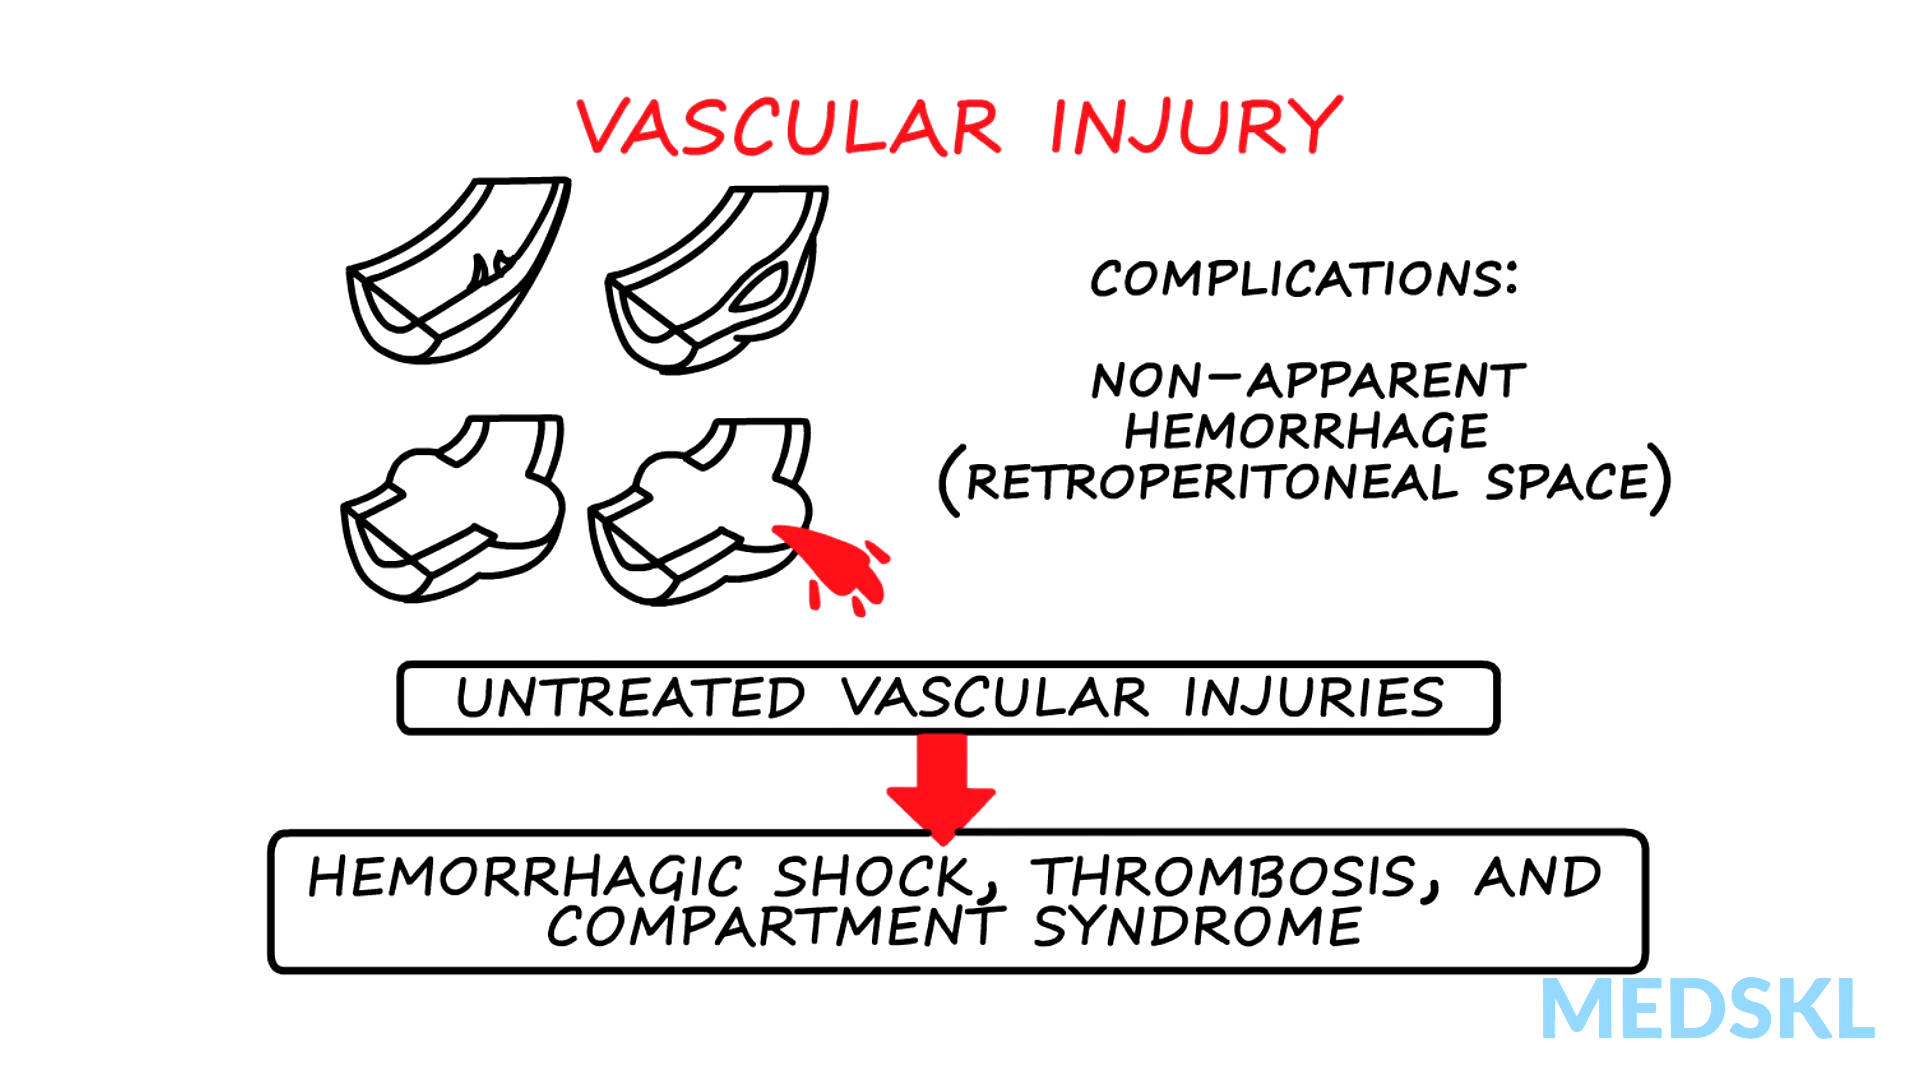 VASCULAR INJURY
COMPLICATIONS:
NON-APPARENT
HEMORRHAGE
(RETROPERITONEAL SPACE)
UNTREATED VASCULAR INJURIES
HEMORRHAGIC SHOCK, THROMBOSIS, AND
COMPARTMENT SYNDROME
MEDSKL